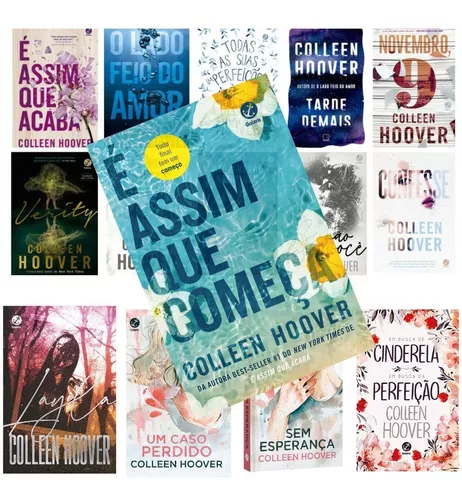 É
ASSIM
QUE
ACABA
COLLEEN HOOVER
O LADO
FEIO DO
AMOR
TODAS
AS SUAS
IMPERFEIÇÕES
COLLEEN
HOOVER
AUTORA DE O LADO FEIO DO AMOR
TARDE
DEMAIS
NOVEMBRO,
9
COLLEEN
HOOVER
Verity
COLLEEN
HOOVER
Galera
Todo
final
tem um
começo
É
ASSIM
QUE
COMEÇA
COLLEEN HOOVER
DA AUTORA BEST-SELLER #1 DO NEW YORK TIMES DE
É ASSIM QUE ACABA
CONFESSE
COLLEEN
HOOVER
Layla
COLLEEN HOOVER
UM CASO
PERDIDO
COLLEEN HOOVER
SEM
ESPERANÇA
COLLEEN HOOVER
EM BUSCA DE
CINDERELA
EM BUSCA DA
PERFEIÇÃO
COLLEEN
HOOVER